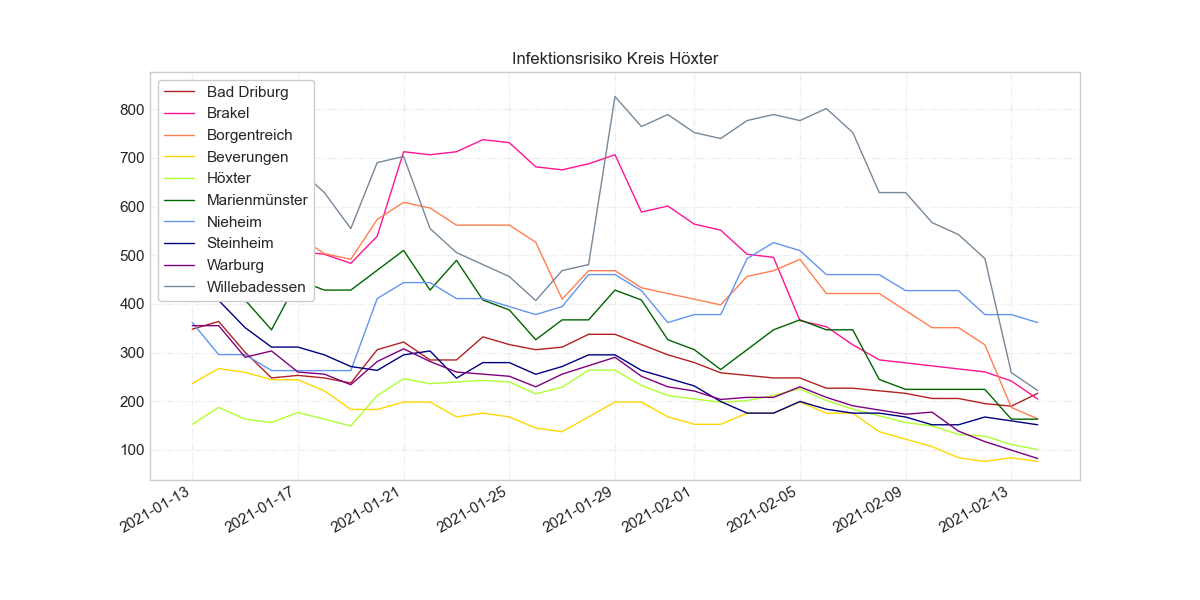 Infektionsrisiko Kreis Höxter
Bad Driburg
Brakel
Borgentreich
Beverungen
Höxter
Marienmünster
Nieheim
Steinheim
Warburg
Willebadessen
800
700
600
500
400
300
200
100
2021-01-13
2021-01-17
2021-01-21
2021-01-25
2021-01-29
2021-02-01
2021-02-05
2021-02-09
2021-02-13